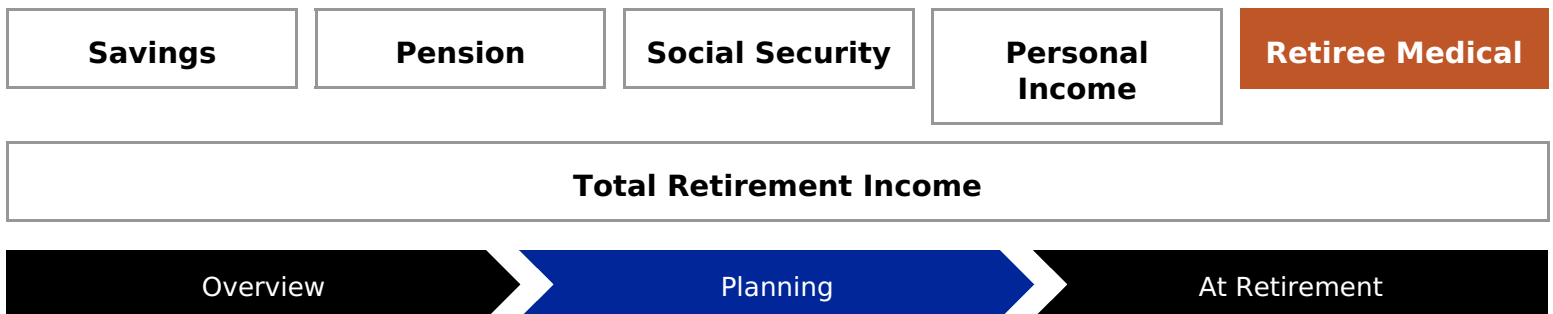 Savings
Pension
Social Security
Personal
Income
Retiree Medical
Total Retirement Income
Overview
Planning
At Retirement